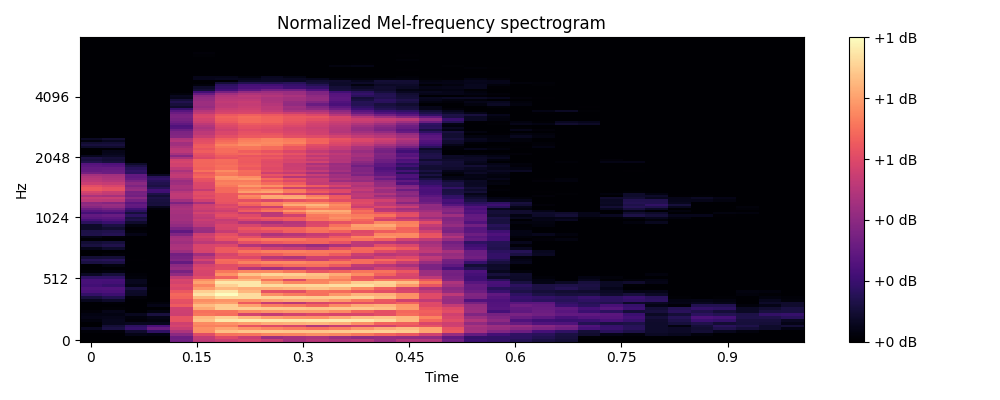 Normalized Mel-frequency spectrogram
Hz
4096
2048
1024
512
0
0 0.15 0.3 0.45 0.6 0.75 0.9
Time
+1 dB
+1 dB
+1 dB
+0 dB
+0 dB
+0 dB